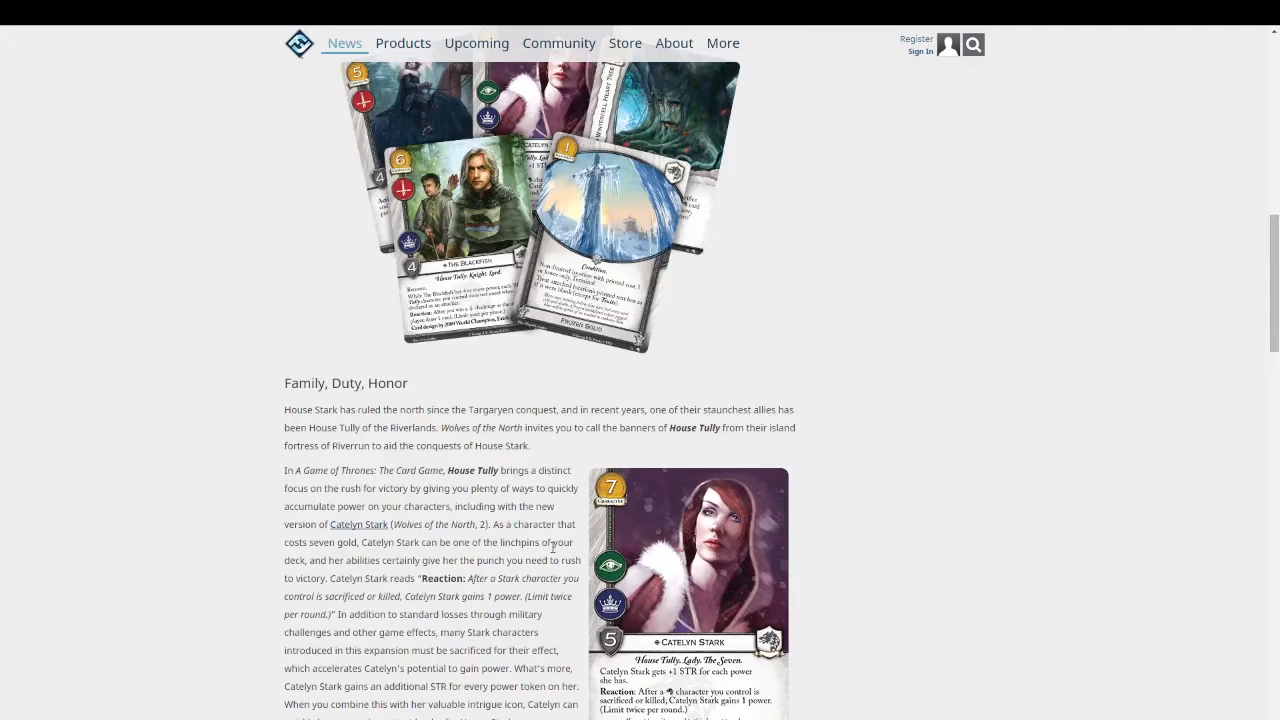 News Products Upcoming Community Store About More
Register
Sign In
5
WINTERFELL HEART TREE
4
6
4
THE BLACKFISH
House Tully. Knight. Lord.
Renown.
1
Condition.
FROZEN SOLID
Family, Duty, Honor
House Stark has ruled the north since the Targaryen conquest, and in recent years, one of their staunchest allies has
been House Tully of the Riverlands. Wolves of the North invites you to call the banners of House Tully from their island
fortress of Riverrun to aid the conquests of House Stark.
In A Game of Thrones: The Card Game, House Tully brings a distinct
focus on the rush for victory by giving you plenty of ways to quickly
accumulate power on your characters, including with the new
version of Catelyn Stark (Wolves of the North, 2). As a character that
costs seven gold, Catelyn Stark can be one of the linchpins of your
deck, and her abilities certainly give her the punch you need to rush
to victory. Catelyn Stark reads “Reaction: After a Stark character you
control is sacrificed or killed, Catelyn Stark gains 1 power. (Limit twice
per round.)” In addition to standard losses through military
challenges and other game effects, many Stark characters
introduced in this expansion must be sacrificed for their effect,
which accelerates Catelyn’s potential to gain power. What’s more,
Catelyn Stark gains an additional STR for every power token on her.
When you combine this with her valuable intrigue icon, Catelyn can
7
CHARACTER
5
CATELYN STARK
House Tully. Lady. The Seven.
Catelyn Stark gets +1 STR for each power
she has.
Reaction: After a character you control is
sacrificed or killed, Catelyn Stark gains 1 power.
(Limit twice per round.)